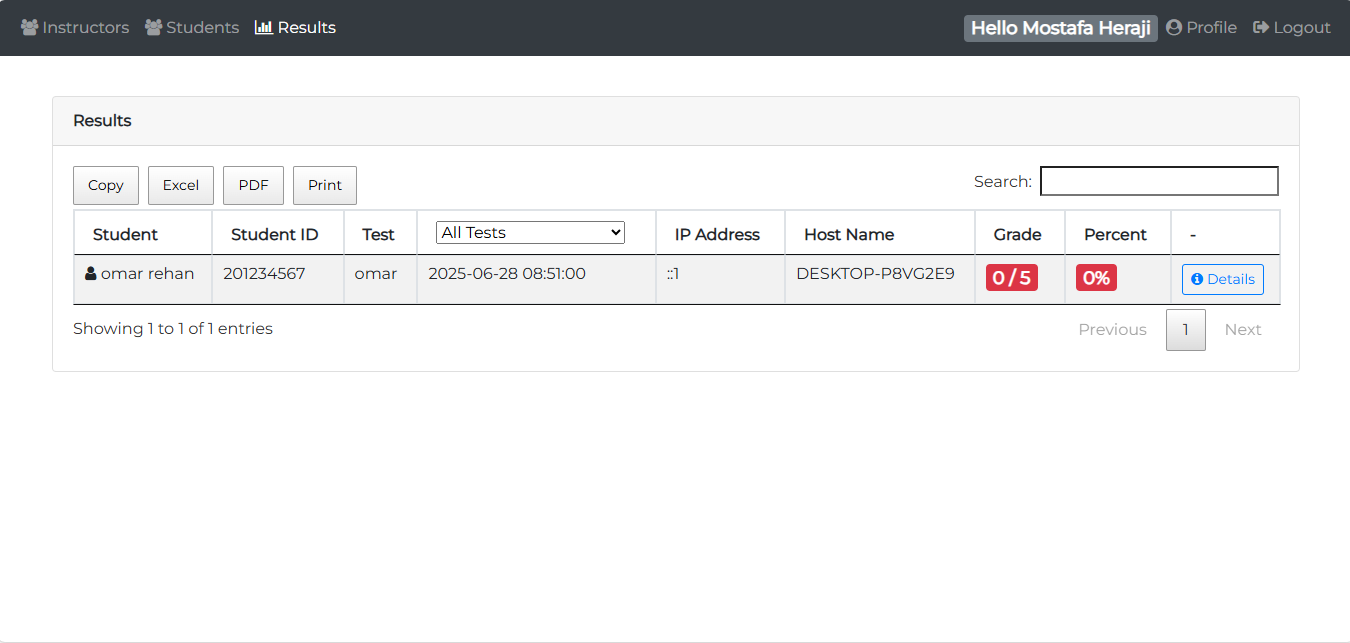 Instructors Students Results Hello Mostafa Heraji Profile Logout
Results
Copy Excel PDF Print Search:
Student Student ID Test All Tests IP Address Host Name Grade Percent -
omar rehan 201234567 omar 2025-06-28 08:51:00 ::1 DESKTOP-P8VG2E9 0 / 5 0% Details
Showing 1 to 1 of 1 entries Previous 1 Next